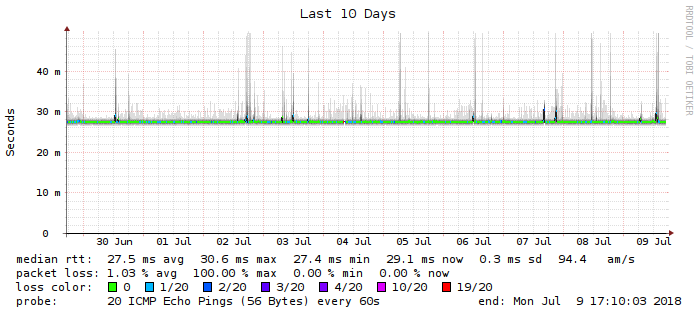 Last 10 Days
RRDTOOL / TOBI OETIKER
Seconds
40 m
30 m
20 m
10 m
0
30 Jun 01 Jul 02 Jul 03 Jul 04 Jul 05 Jul 06 Jul 07 Jul 08 Jul 09 Jul
median rtt: 27.5 ms avg 30.6 ms max 27.4 ms min 29.1 ms now 0.3 ms sd 94.4 am/s
packet loss: 1.03 % avg 100.00 % max 0.00 % min 0.00 % now
loss color: 0 1/20 2/20 3/20 4/20 10/20 19/20
probe: 20 ICMP Echo Pings (56 Bytes) every 60s end: Mon Jul 9 17:10:03 2018